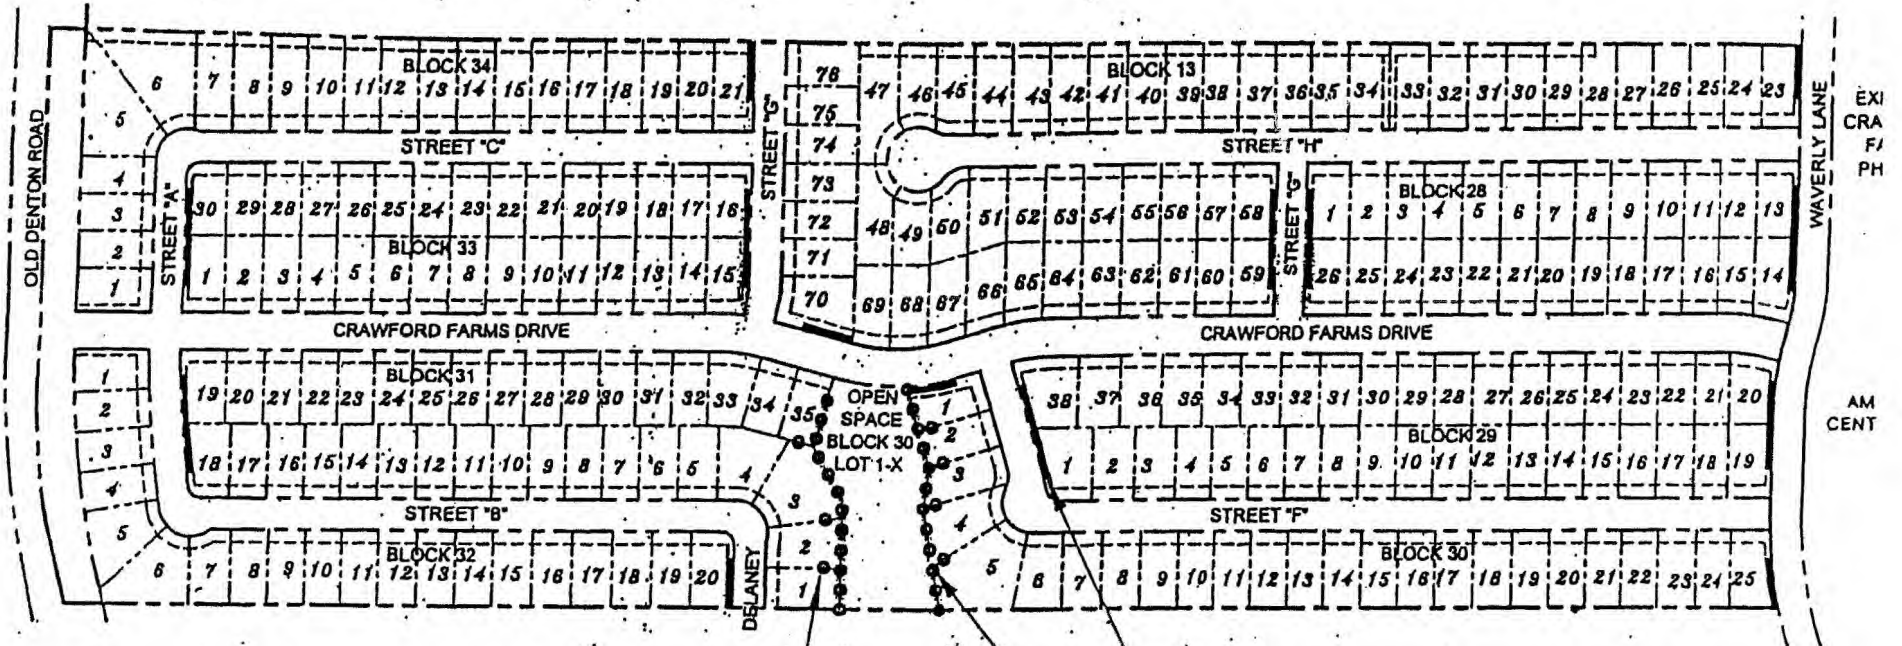 BLOCK 34
6 7 8 9 10 11 12 13 14 15 16 17 18 19 20 21
5
4
3
2
1
OLD DENTON ROAD
STREET "A"
STREET "C"
STREET "G"
30 29 28 27 26 25 24 23 22 21 20 19 18 17 16
BLOCK 33
1 2 3 4 5 6 7 8 9 10 11 12 13 14 15
76
75
74
73
72
71
70
BLOCK 13
47 46 45 44 43 42 41 40 39 38 37 36 35 34 33 32 31 30 29 28 27 26 25 24 23
STREET "H"
48 49 50 51 52 53 54 55 56 57 58
69 68 67 66 65 64 63 62 61 60 59
STREET "G"
BLOCK 28
1 2 3 4 5 6 7 8 9 10 11 12 13
26 25 24 23 22 21 20 19 18 17 16 15 14
WAVERLY LANE
EXI
CRA
FA
PH
CRAWFORD FARMS DRIVE
CRAWFORD FARMS DRIVE
1
2
3
4
5
BLOCK 31
19 20 21 22 23 24 25 26 27 28 29 30 31 32 33 34 35
18 17 16 15 14 13 12 11 10 9 8 7 6 5 4
3
2
1
STREET "B"
BLOCK 32
6 7 8 9 10 11 12 13 14 15 16 17 18 19 20
DELANEY
OPEN
SPACE
BLOCK 30
LOT 1-X
1
2
3
4
5
38 37 36 35 34 33 32 31 30 29 28 27 26 25 24 23 22 21 20
BLOCK 29
1 2 3 4 5 6 7 8 9 10 11 12 13 14 15 16 17 18 19
STREET "F"
BLOCK 30
6 7 8 9 10 11 12 13 14 15 16 17 18 19 20 21 22 23 24 25
AM
CENT